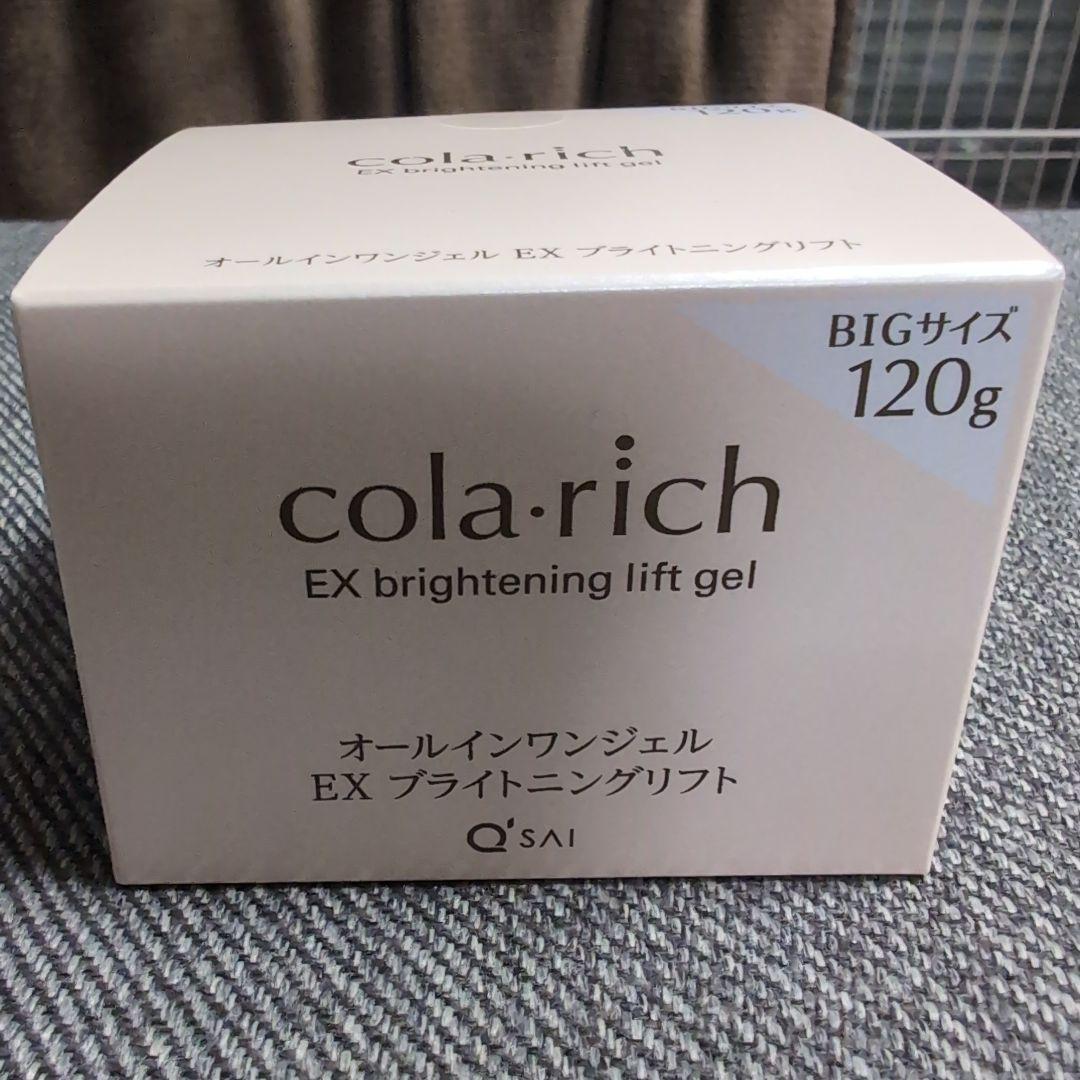 120g
cola·rich
EX brightening lift gel
オールインワンジェル EX ブライトニングリフト
BIGサイズ
120g
cola·rich
EX brightening lift gel
オールインワンジェル
EX ブライトニングリフト
Q'SAI